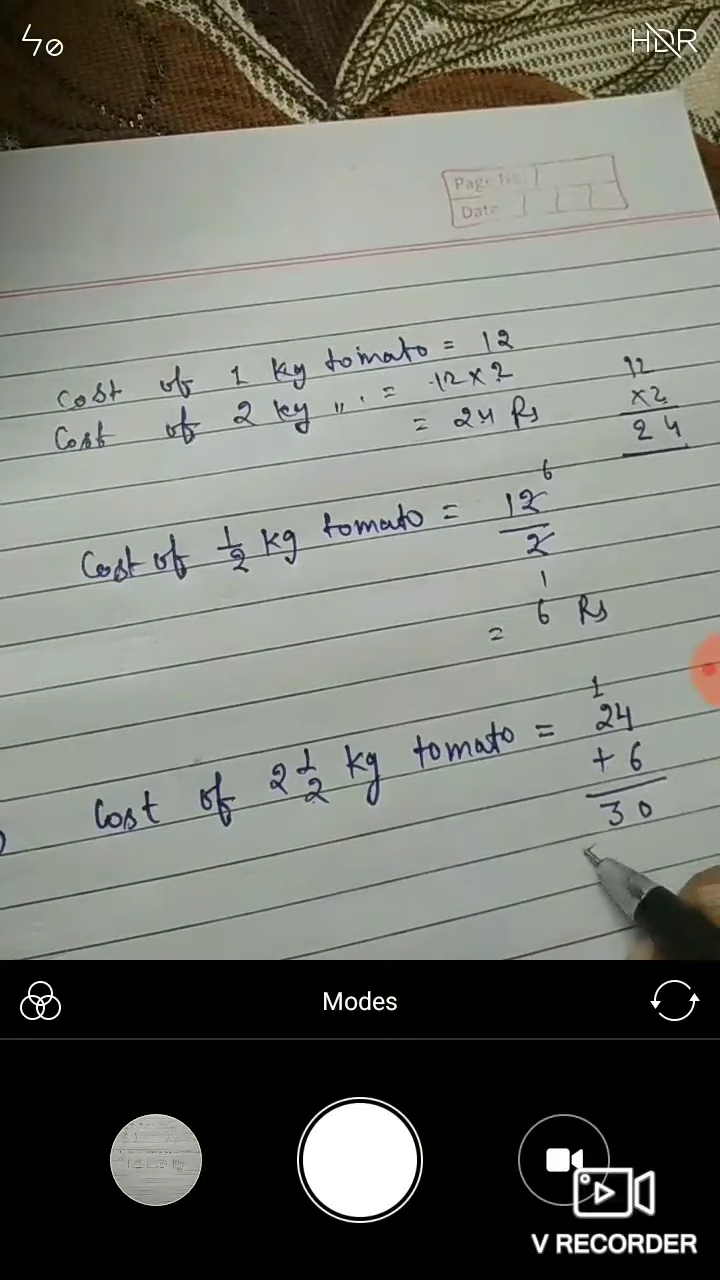 HDR
Page No.
Date
Cost of 1 kg tomato = 12
Cost of 2 kg ,, . = 12 x 2
= 24 Rs
12
x2
24
Cost of 1/2 kg tomato = 12/2
6
1
= 6 Rs
Cost of 2 1/2 kg tomato =
1
24
+ 6
30
Modes
V RECORDER